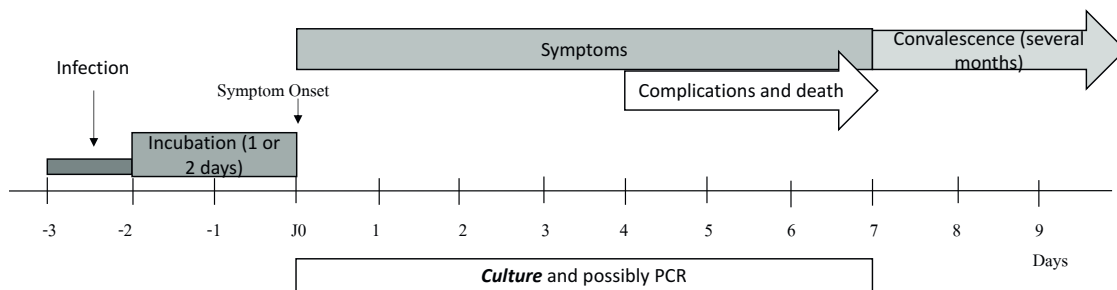 Symptoms
Convalescence (several
months)
Infection
Complications and death
Symptom Onset
Incubation (1 or
2 days)
-3 -2 -1 J0 1 2 3 4 5 6 7 8 9
Days
Culture and possibly PCR